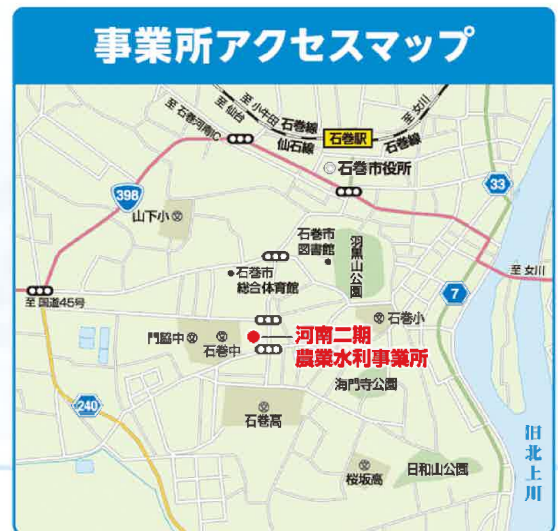 事業所アクセスマップ
至 石巻河南IC
至 仙台
至 小牛田
石巻線
仙石線
石巻駅
石巻線
至 女川
石巻市役所
398
33
山下小
石巻市
図書館
羽黒山公園
至 女川
石巻市
総合体育館
7
至 国道45号
石巻小
門脇中
石巻中
河南二期
農業水利事業所
海門寺公園
240
石巻高
桜坂高
日和山公園
旧北上川